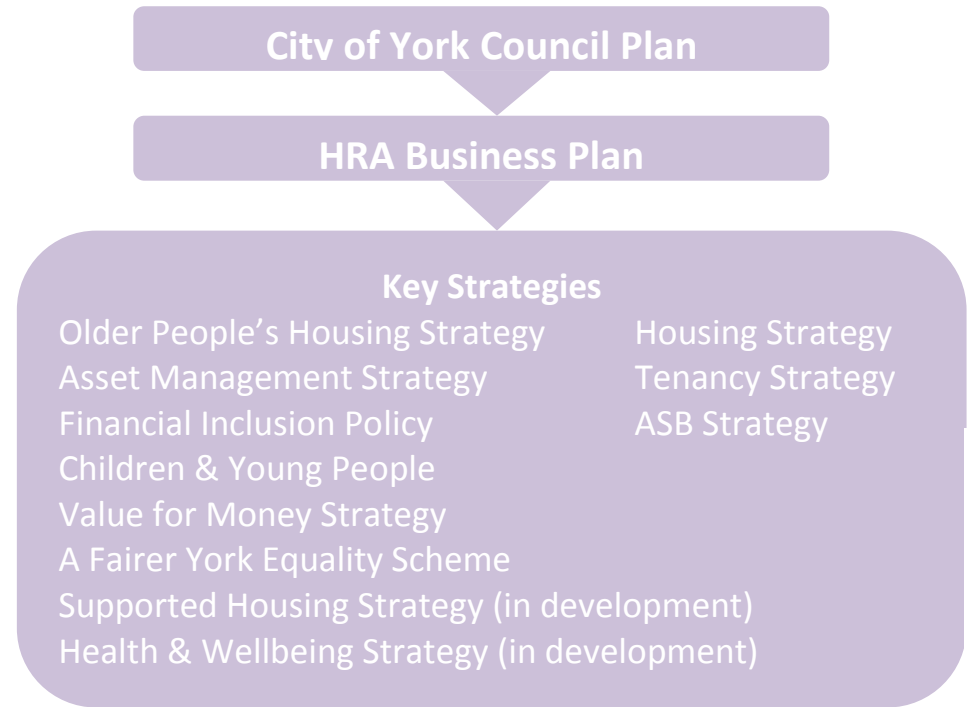 City of York Council Plan
HRA Business Plan
Key Strategies
Older People’s Housing Strategy Housing Strategy
Asset Management Strategy Tenancy Strategy
Financial Inclusion Policy ASB Strategy
Children & Young People
Value for Money Strategy
A Fairer York Equality Scheme
Supported Housing Strategy (in development)
Health & Wellbeing Strategy (in development)